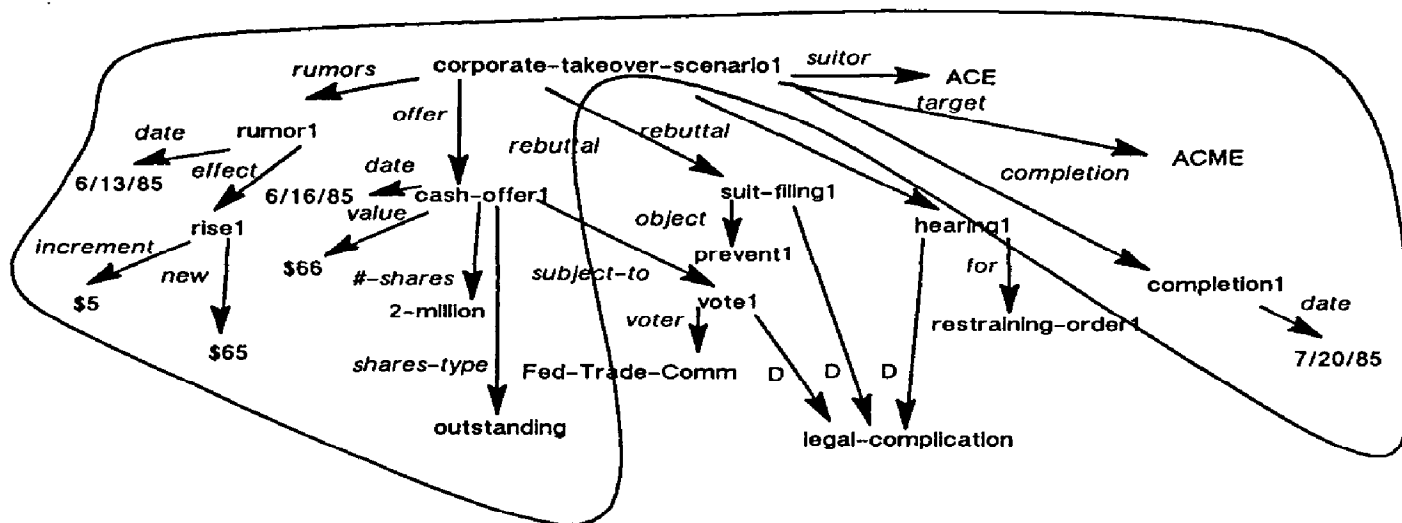 corporate-takeover-scenario1
suitor
ACE
rumors
target
offer
date
rumor1
rebuttal
rebuttal
ACME
effect
date
completion
6/13/85
6/16/85
cash-offer1
suit-filing1
value
object
hearing1
rise1
increment
prevent1
new
$66
#-shares
subject-to
for
completion1
$5
2-million
vote1
date
voter
restraining-order1
$65
shares-type
Fed-Trade-Comm
D
D
D
7/20/85
outstanding
legal-complication